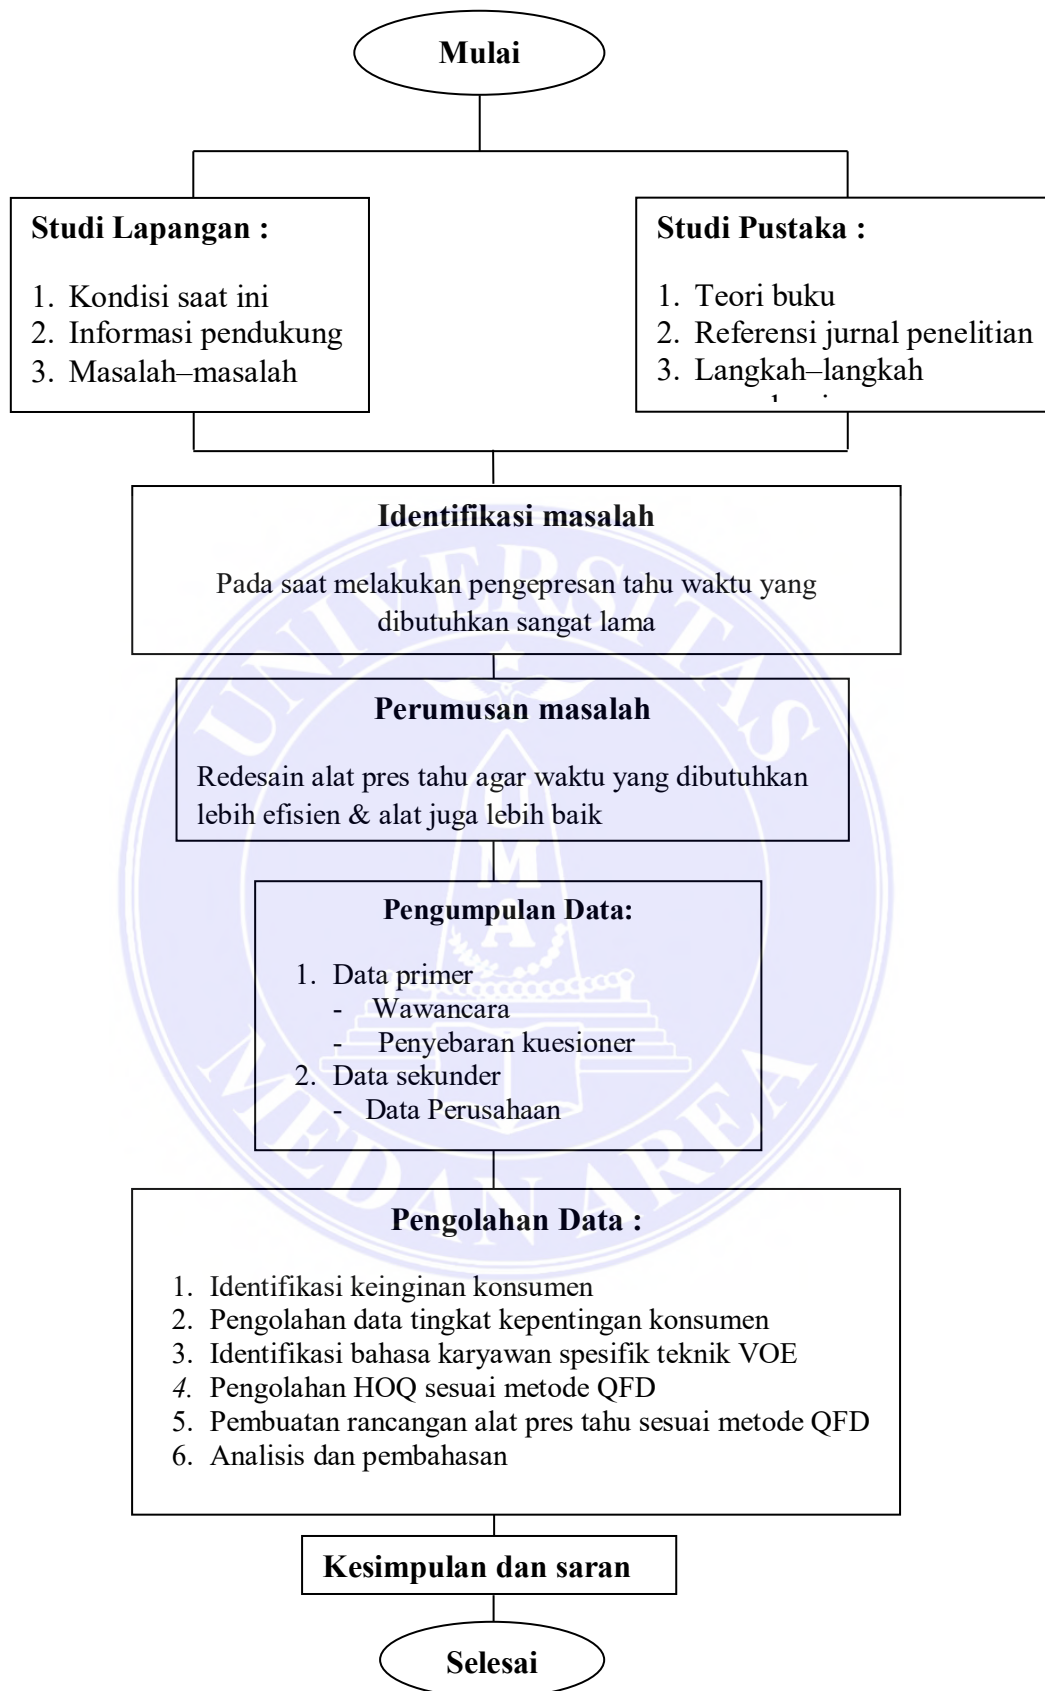 Mulai
Studi Lapangan :
1. Kondisi saat ini
2. Informasi pendukung
3. Masalah–masalah
Studi Pustaka :
1. Teori buku
2. Referensi jurnal penelitian
3. Langkah–langkah
Identifikasi masalah
Pada saat melakukan pengepresan tahu waktu yang
dibutuhkan sangat lama
Perumusan masalah
Redesain alat pres tahu agar waktu yang dibutuhkan
lebih efisien & alat juga lebih baik
Pengumpulan Data:
1. Data primer
- Wawancara
- Penyebaran kuesioner
2. Data sekunder
- Data Perusahaan
Pengolahan Data :
1. Identifikasi keinginan konsumen
2. Pengolahan data tingkat kepentingan konsumen
3. Identifikasi bahasa karyawan spesifik teknik VOE
4. Pengolahan HOQ sesuai metode QFD
5. Pembuatan rancangan alat pres tahu sesuai metode QFD
6. Analisis dan pembahasan
Kesimpulan dan saran
Selesai
UNIVERSITAS
U
M
A
MEDAN AREA